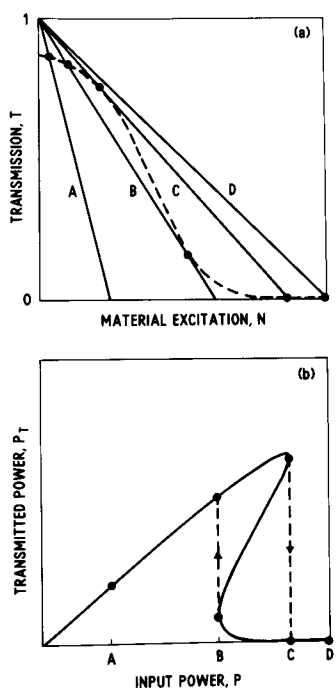 (a)
1
TRANSMISSION, T
A
B
C
D
0
MATERIAL EXCITATION, N
(b)
TRANSMITTED POWER, P_T
A
B
C
D
INPUT POWER, P